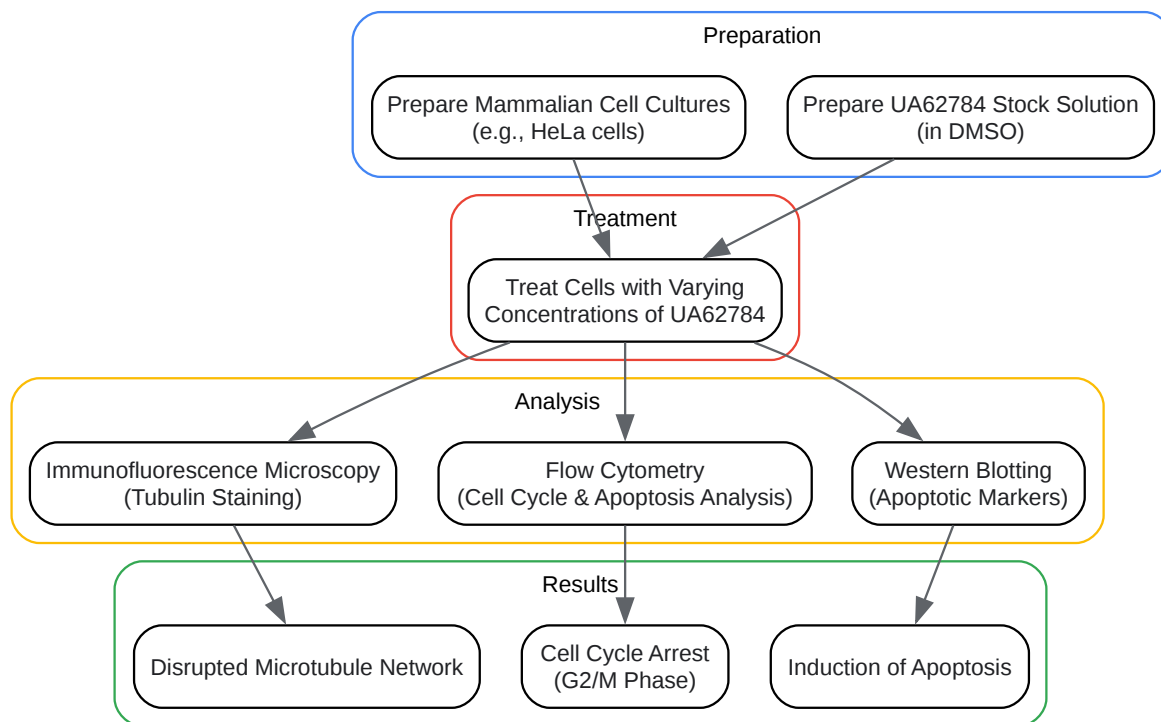 Preparation
Prepare Mammalian Cell Cultures
(e.g., HeLa cells)
Prepare UA62784 Stock Solution
(in DMSO)
Treatment
Treat Cells with Varying
Concentrations of UA62784
Analysis
Immunofluorescence Microscopy
(Tubulin Staining)
Flow Cytometry
(Cell Cycle & Apoptosis Analysis)
Western Blotting
(Apoptotic Markers)
Results
Disrupted Microtubule Network
Cell Cycle Arrest
(G2/M Phase)
Induction of Apoptosis